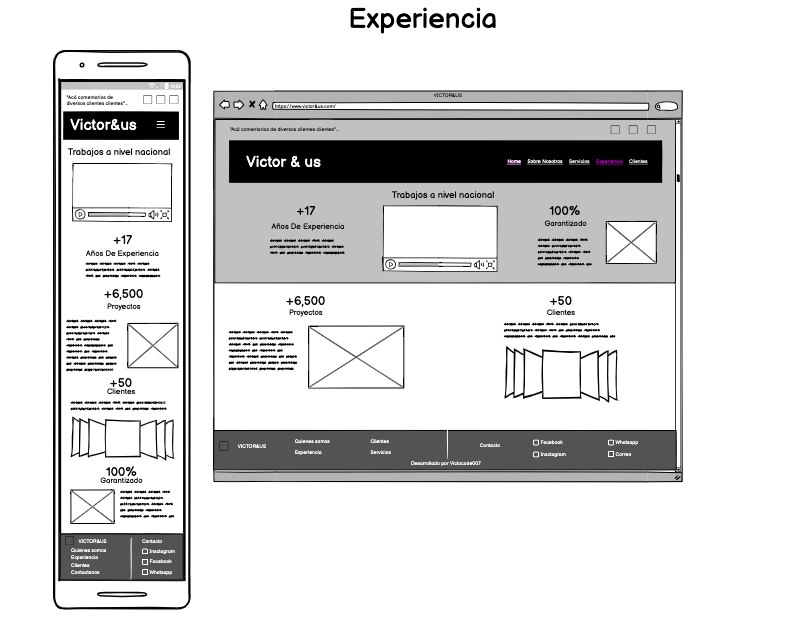 Experiencia
"Acá comentarios de
diversos clientes clientes"..
Victor&us
Trabajos a nivel nacional
+17
Años De Experiencia
+6,500
Proyectos
+50
Clientes
100%
Garantizado
VICTOR&US
Quienes somos
Experiencia
Clientes
Contactanos
Contacto
Inastagram
Facebook
Whatsapp
VICTOR&US
https://www.victor&us.com/
"Acá comentarios de diversos clientes clientes"..
Victor & us
Home Sobre Nosotros Servicios Experiencia Clientes
Trabajos a nivel nacional
+17
Años De Experiencia
100%
Garantizado
+6,500
Proyectos
+50
Clientes
VICTOR&US
Quienes somos
Experiencia
Clientes
Servicios
Contacto
Facebook
Inastagram
Whatsapp
Correo
Desarrollado por Victocode007